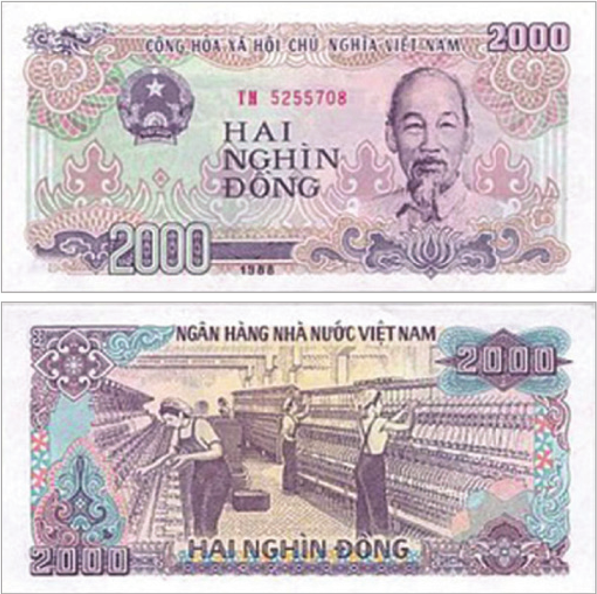 CỘNG HÒA XÃ HỘI CHỦ NGHĨA VIỆT NAM 2000
TM 5255708
HAI
NGHÌN
ĐỒNG
2000
1988
NGÂN HÀNG NHÀ NƯỚC VIỆT NAM
2000
2000
HAI NGHÌN ĐỒNG